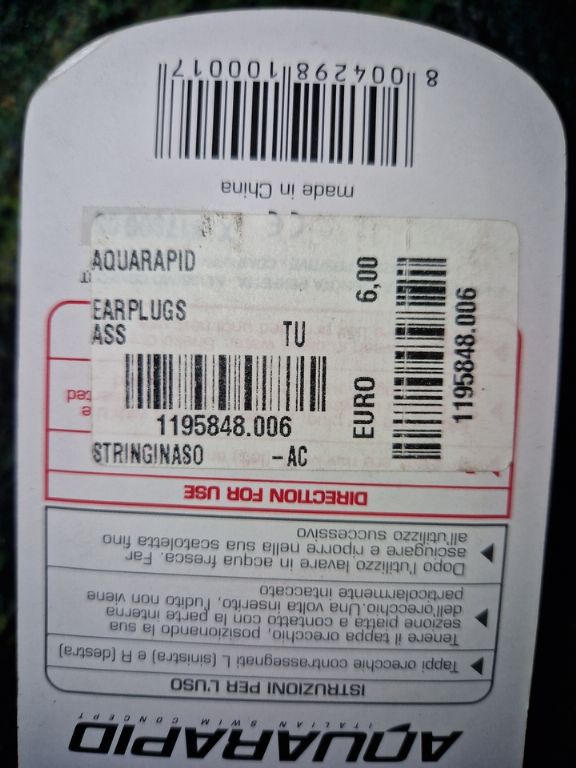 AQUARAPID
ITALIAN SWIM CONCEPT
ISTRUZIONI PER L'USO
Tappi orecchie contrassegnati L (sinistra) e R (destra)
Tenere il tappo orecchio, posizionando la sua
sezione piatta a contatto con la parte interna
dell'orecchio. Una volta inserito, l'udito non viene
particolarmente intaccato
Dopo l'utilizzo lavare in acqua fresca. Far
asciugare e riporre nella sua scatoletta fino
all'utilizzo successivo
DIRECTION FOR USE
AQUARAPID
EARPLUGS
ASS TU
1195848.006
STRINGINASO -AC
EURO 6,00
1195848.006
made in China
8 004298 100017